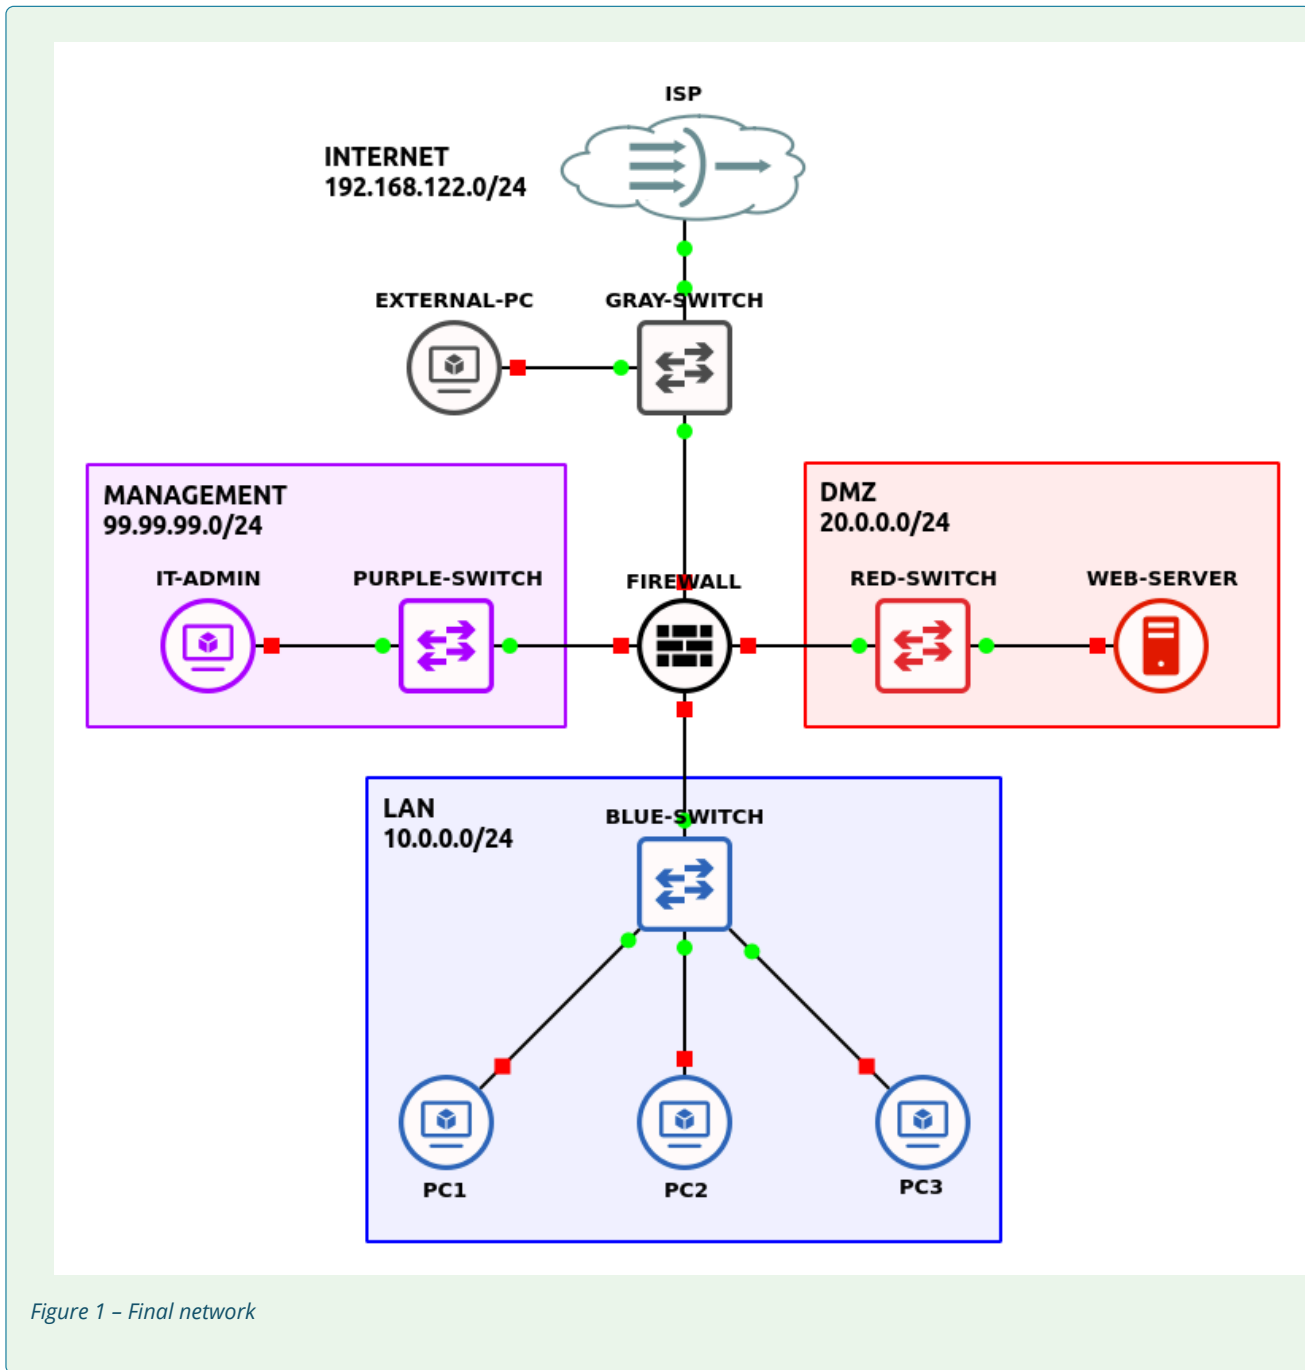 ISP
INTERNET
192.168.122.0/24
EXTERNAL-PC
GRAY-SWITCH
MANAGEMENT
99.99.99.0/24
IT-ADMIN
PURPLE-SWITCH
FIREWALL
DMZ
20.0.0.0/24
RED-SWITCH
WEB-SERVER
LAN
10.0.0.0/24
BLUE-SWITCH
PC1
PC2
PC3
Figure 1 – Final network